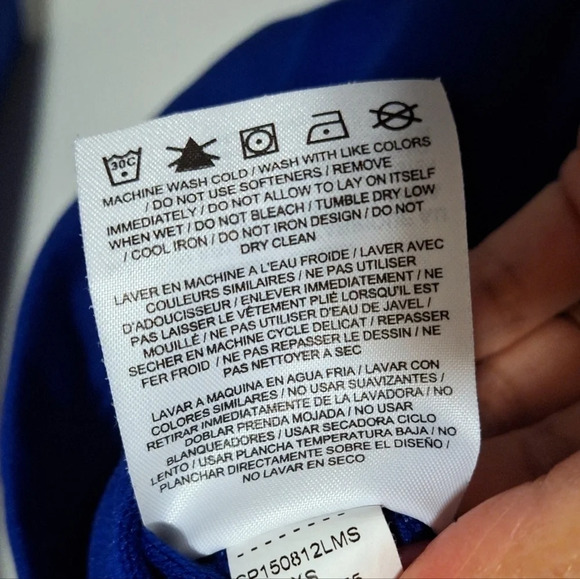 30C
MACHINE WASH COLD / WASH WITH LIKE COLORS
/ DO NOT USE SOFTENERS / REMOVE
IMMEDIATELY / DO NOT ALLOW TO LAY ON ITSELF
WHEN WET / DO NOT BLEACH / TUMBLE DRY LOW
/ COOL IRON / DO NOT IRON DESIGN / DO NOT
DRY CLEAN
LAVER EN MACHINE A L'EAU FROIDE / LAVER AVEC
COULEURS SIMILAIRES / NE PAS UTILISER
D'ADOUCISSEUR / ENLEVER IMMEDIATEMENT /
PAS LAISSER LE VÊTEMENT PLIÈ LORSQU'IL EST
MOUILLÉ / NE PAS UTILISER D'EAU DE JAVEL /
SECHER EN MACHINE CYCLE DELICAT / REPASSER
FER FROID / NE PAS REPASSER LE DESSIN / NE
PAS NETTOYER A SEC
LAVAR A MAQUINA EN AGUA FRIA / LAVAR CON
COLORES SIMILARES / NO USAR SUAVIZANTES /
RETIRAR INMEDIATAMENTE DE LA LAVADORA / NO
DOBLAR PRENDA MOJADA / NO USAR
BLANQUEADORES / USAR SECADORA CICLO
LENTO / USAR PLANCHA TEMPERATURA BAJA / NO
PLANCHAR DIRECTAMENTE SOBRE EL DISEÑO /
NO LAVAR EN SECO
SP150812LMS
XS